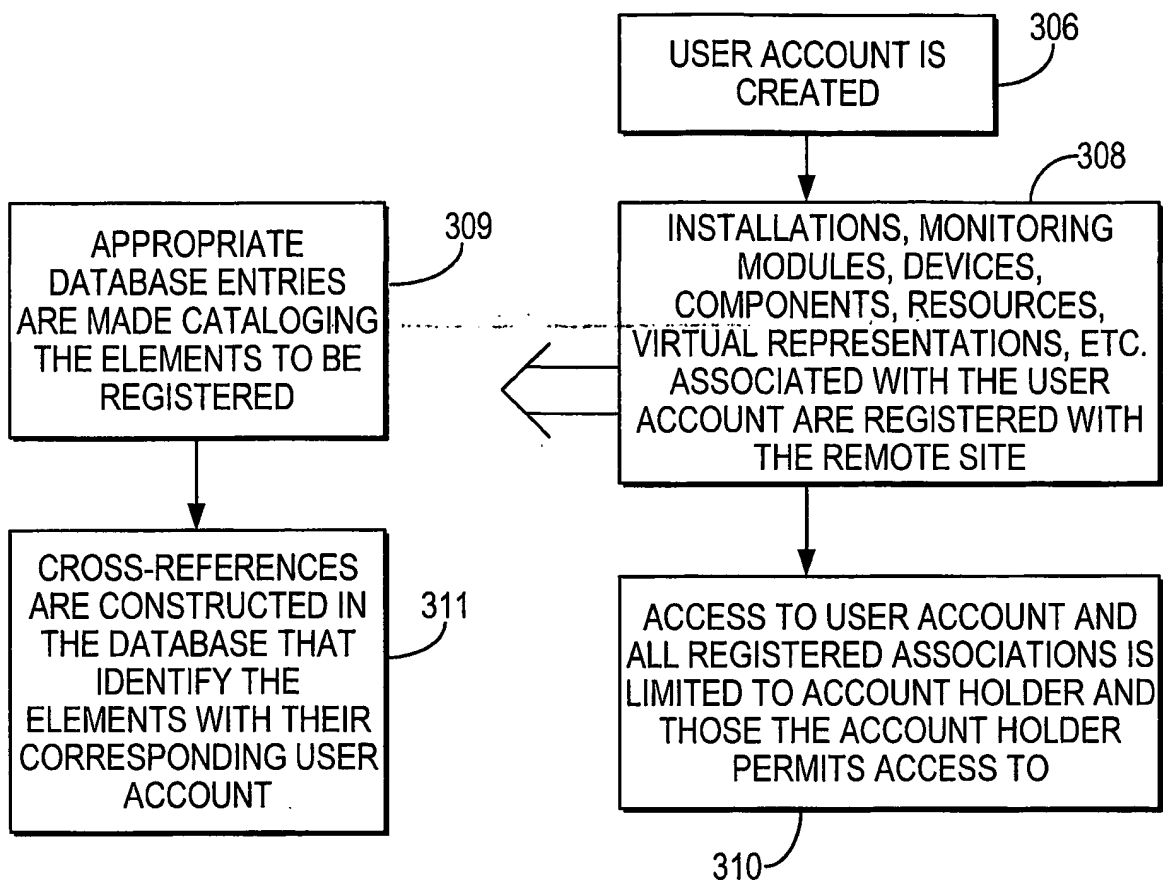 USER ACCOUNT IS
CREATED
306
308
INSTALLATIONS, MONITORING
MODULES, DEVICES,
COMPONENTS, RESOURCES,
VIRTUAL REPRESENTATIONS, ETC.
ASSOCIATED WITH THE USER
ACCOUNT ARE REGISTERED WITH
THE REMOTE SITE
309
APPROPRIATE
DATABASE ENTRIES
ARE MADE CATALOGING
THE ELEMENTS TO BE
REGISTERED
311
CROSS-REFERENCES
ARE CONSTRUCTED IN
THE DATABASE THAT
IDENTIFY THE
ELEMENTS WITH THEIR
CORRESPONDING USER
ACCOUNT
ACCESS TO USER ACCOUNT AND
ALL REGISTERED ASSOCIATIONS IS
LIMITED TO ACCOUNT HOLDER AND
THOSE THE ACCOUNT HOLDER
PERMITS ACCESS TO
310